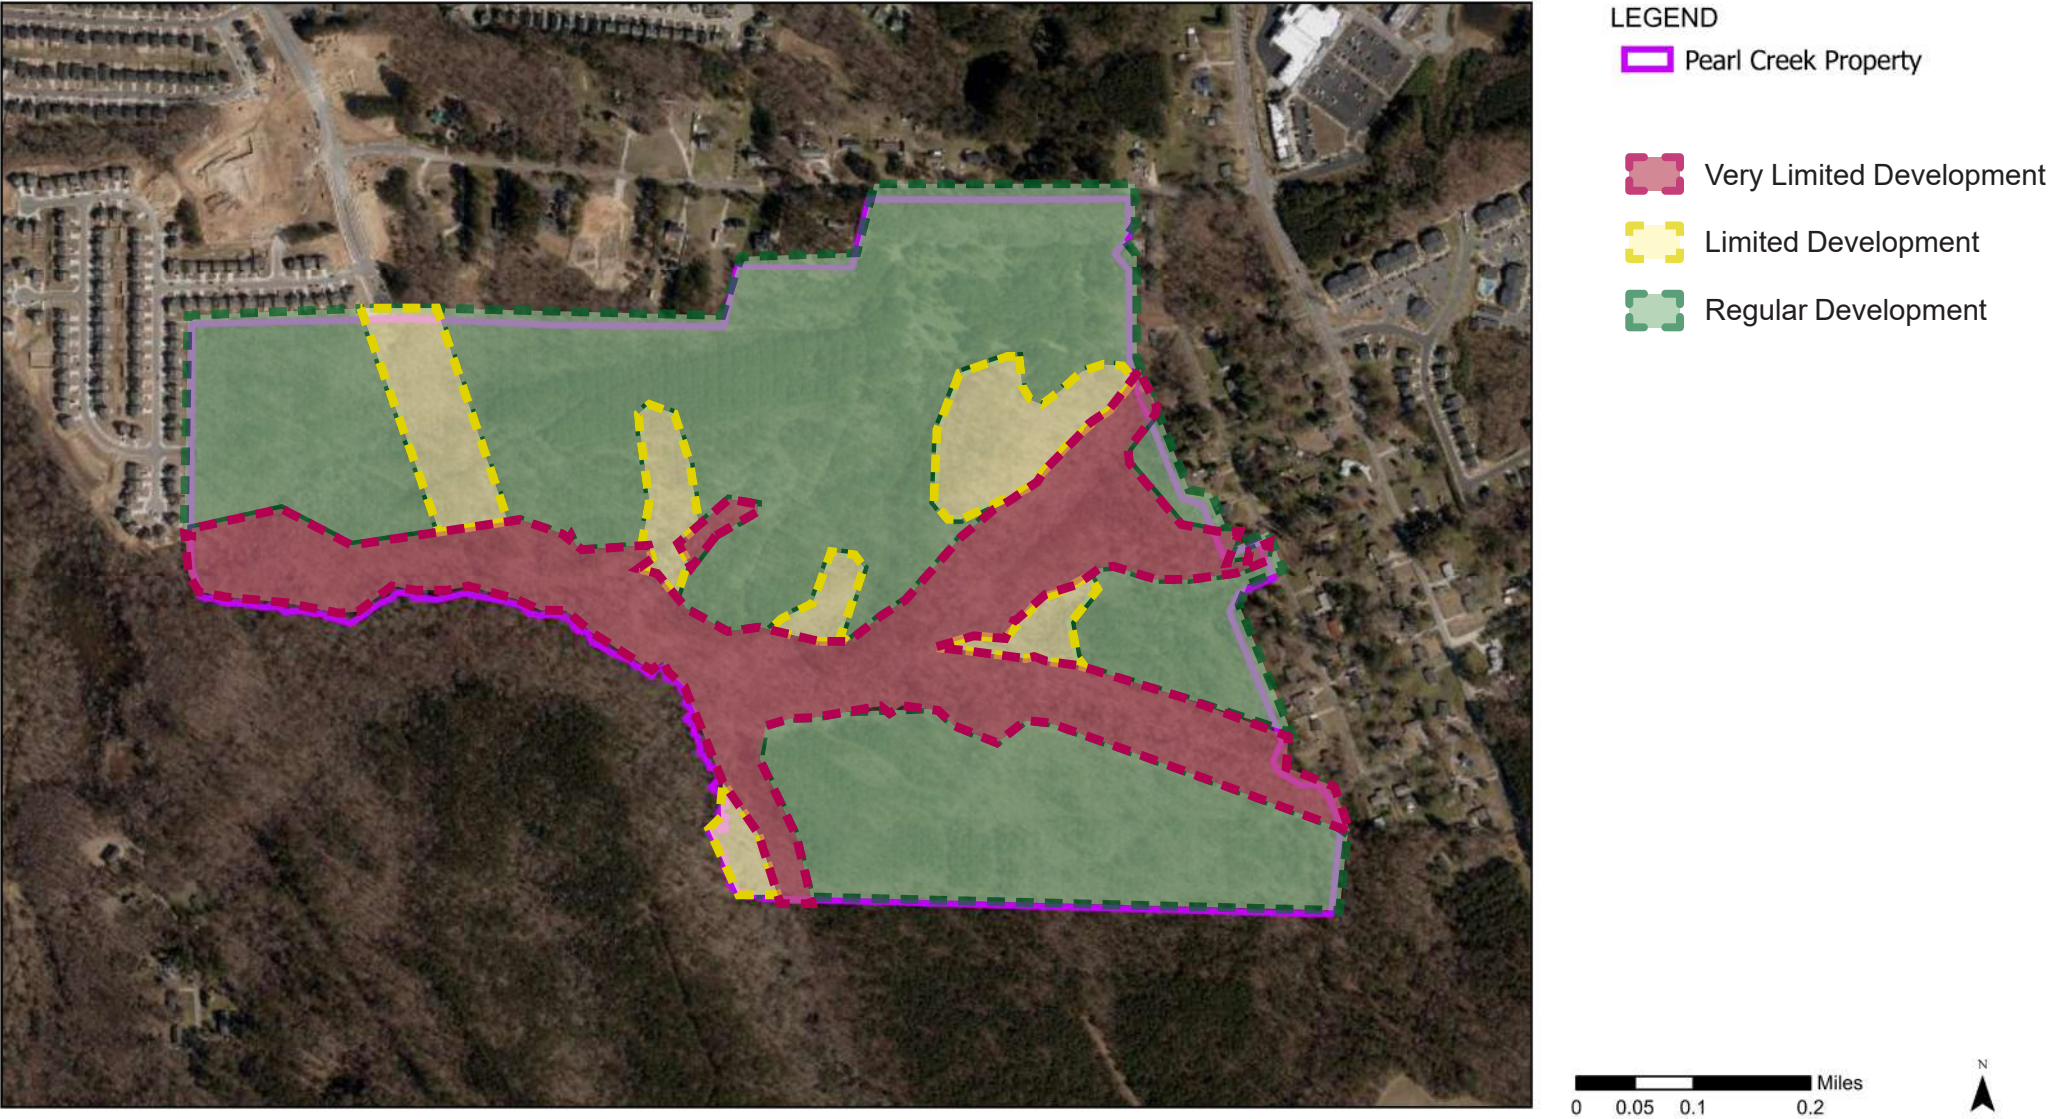 LEGEND
Pearl Creek Property
Very Limited Development
Limited Development
Regular Development
Miles
0 0.05 0.1 0.2
N